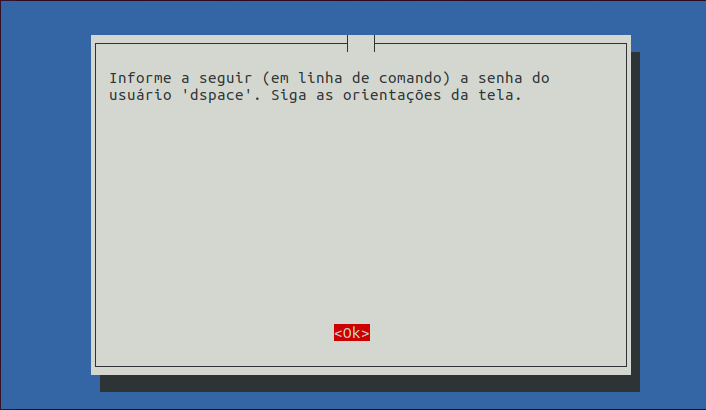 Informe a seguir (em linha de comando) a senha do
usuário 'dspace'. Siga as orientações da tela.
<Ok>